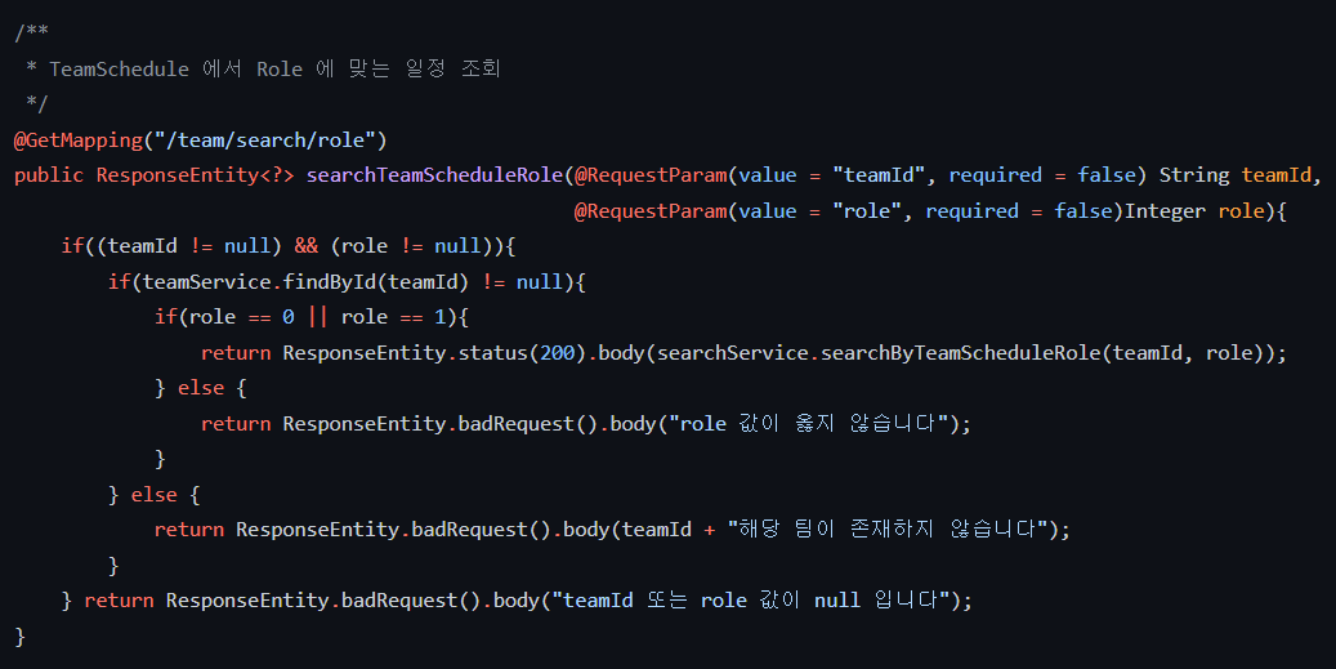 /**
 * TeamSchedule 에서 Role 에 맞는 일정 조회
 */
@GetMapping("/team/search/role")
public ResponseEntity<?> searchTeamScheduleRole(@RequestParam(value = "teamId", required = false) String teamId,
                                                @RequestParam(value = "role", required = false)Integer role){
    if((teamId != null) && (role != null)){
        if(teamService.findById(teamId) != null){
            if(role == 0 || role == 1){
                return ResponseEntity.status(200).body(searchService.searchByTeamScheduleRole(teamId, role));
            } else {
                return ResponseEntity.badRequest().body("role 값이 옳지 않습니다");
            }
        } else {
            return ResponseEntity.badRequest().body(teamId + "해당 팀이 존재하지 않습니다");
        }
    } return ResponseEntity.badRequest().body("teamId 또는 role 값이 null 입니다");
}